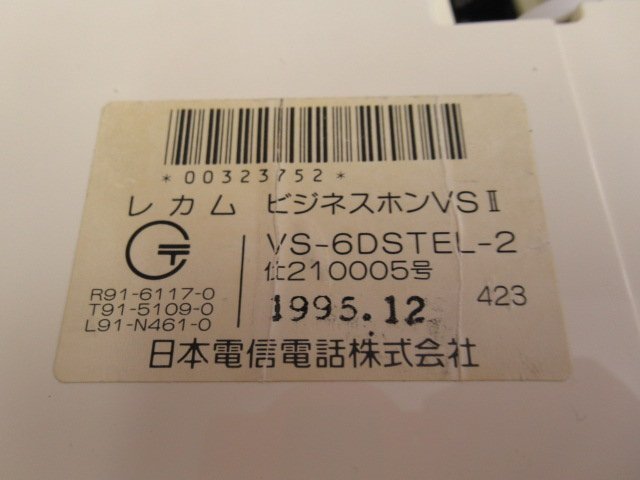 *00323752*
レカム ビジネスホンVSⅡ
VS-6DSTEL-2
仕210005号
R91-6117-0
T91-5109-0
L91-N461-0
1995.12
423
日本電信電話株式会社